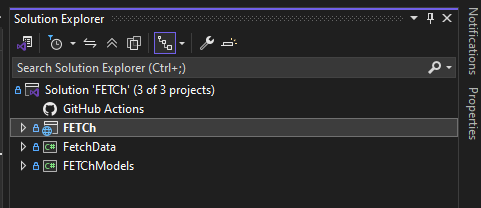 Solution Explorer
Search Solution Explorer (Ctrl+;)
Solution 'FETCh' (3 of 3 projects)
GitHub Actions
FETCh
C# FetchData
C# FETChModels
Notifications
Properties